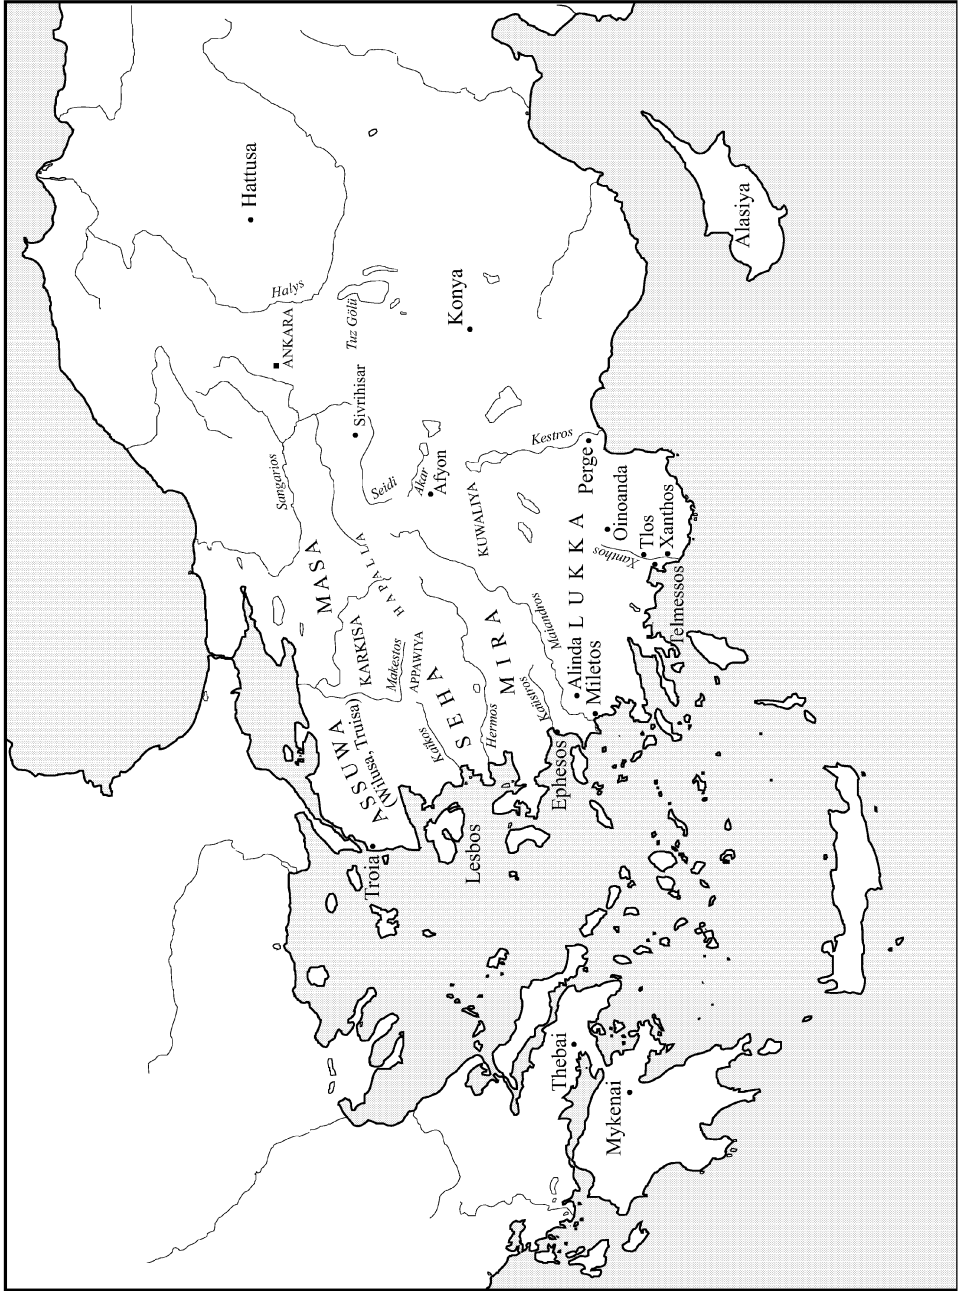 Sangarios
ANKARA
Halys
Hattusa
MASA
Sivrihisar
Tuz Gölü
ASSUWA
(Wilusa, Truisa)
KARKISA
HAPALLA
Seidi
Troia
Makestos
Akar
Afyon
APPAWIYA
Kaikos
SEHA
Konya
Lesbos
Hermos
KUWALIYA
MIRA
Kaistros
Maiandros
Kestros
Ephesos
Alinda
LUKKA
Perge
Miletos
Thebai
Xanthos
Oinoanda
Mykenai
Tlos
Xanthos
Telmessos
Alasiya